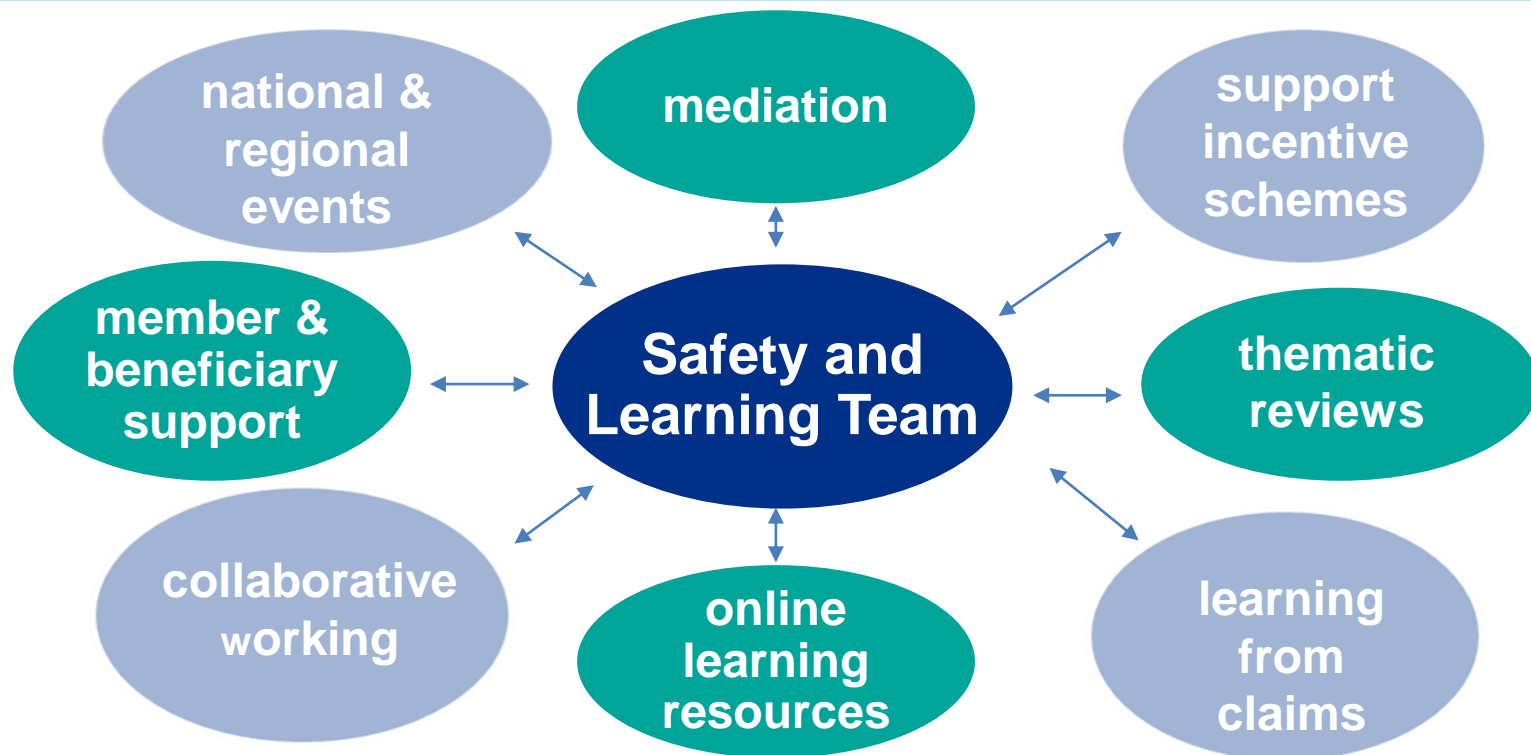 national &
regional
events
mediation
support
incentive
schemes
member &
beneficiary
support
Safety and
Learning Team
thematic
reviews
collaborative
working
online
learning
resources
learning
from
claims